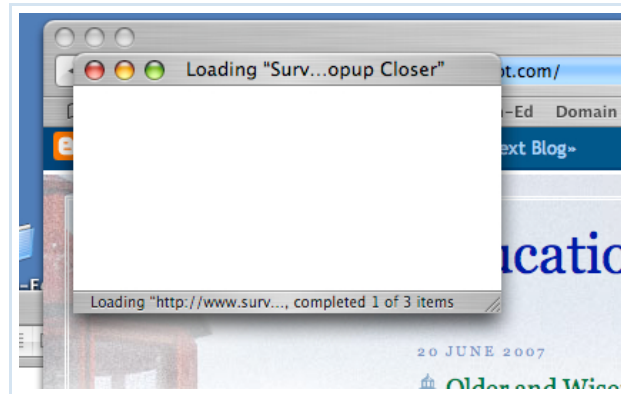 Loading “Surv…opup Closer”
ot.com/
-Ed Domain
ext Blog»
ucatio
Loading “http://www.surv…, completed 1 of 3 items
20 JUNE 2007
Older and Wise